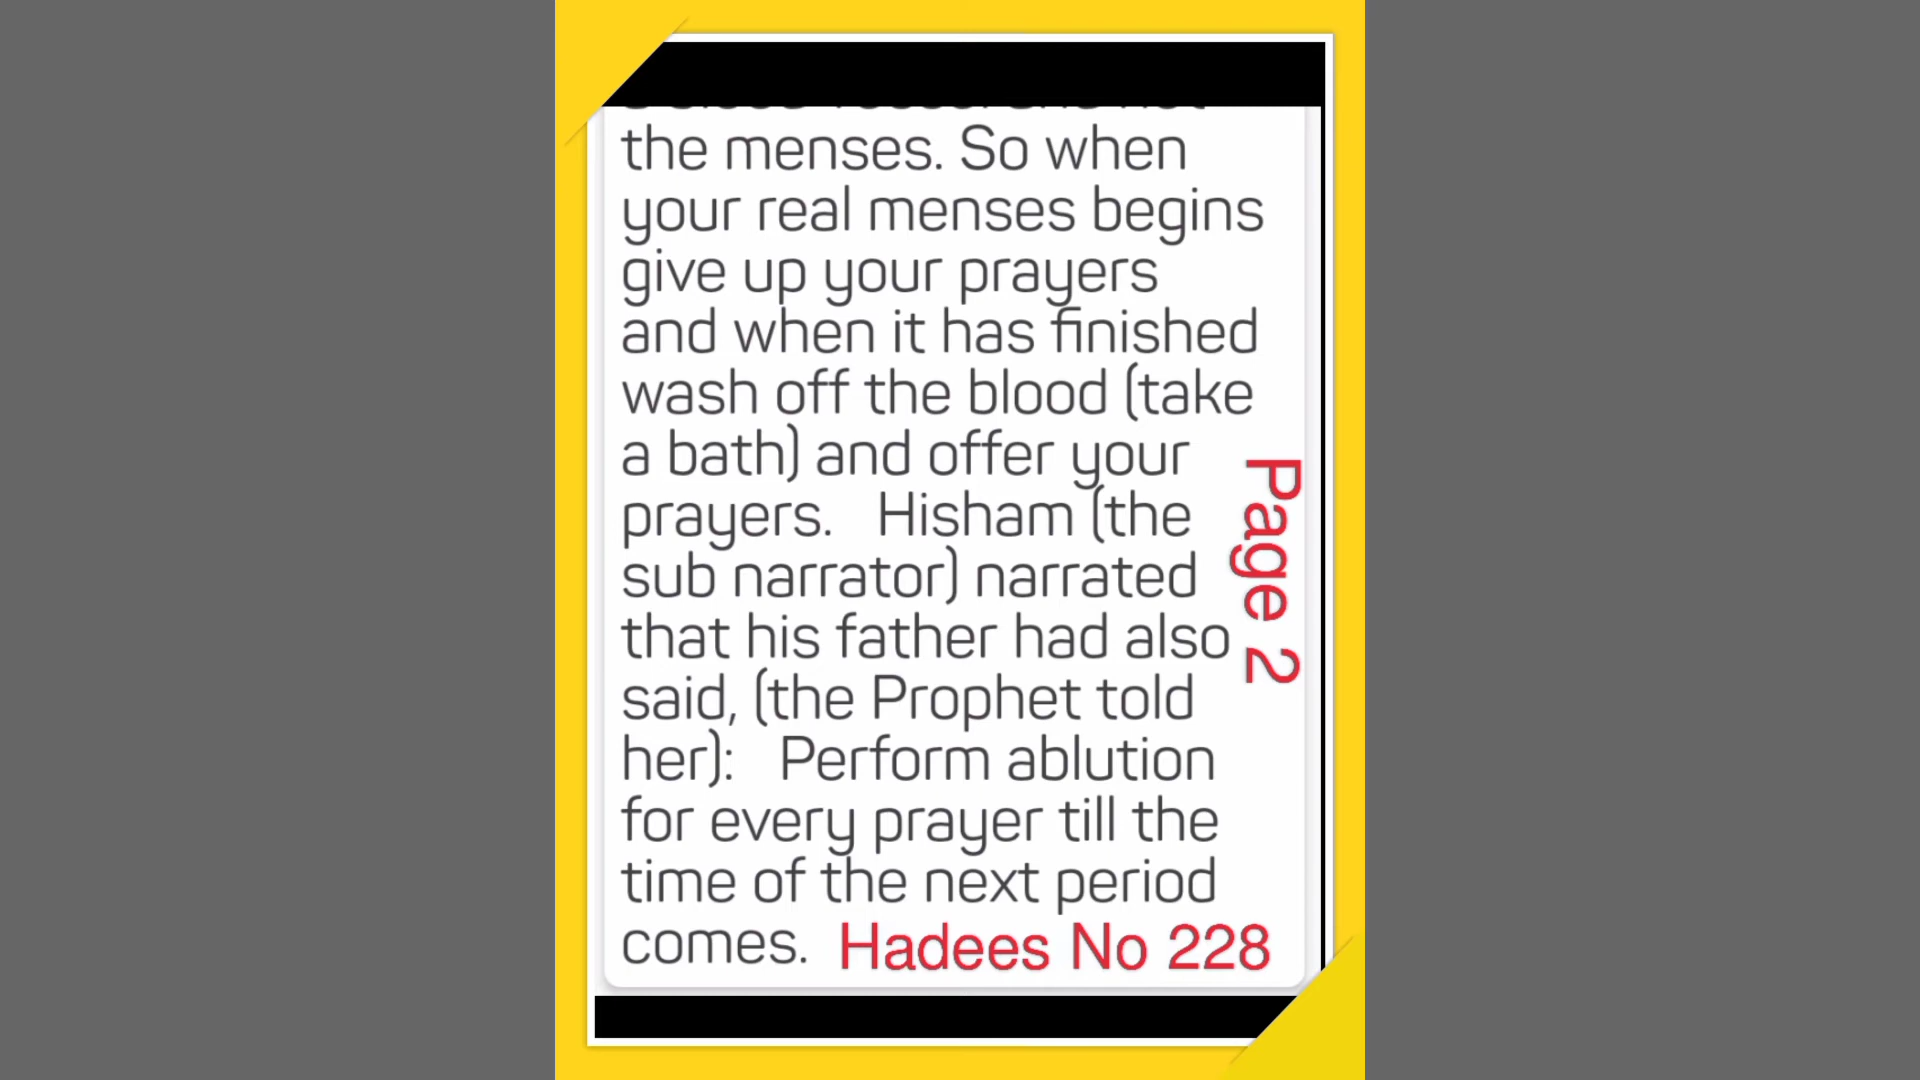 the menses. So when
your real menses begins
give up your prayers
and when it has finished
wash off the blood (take
a bath) and offer your
prayers.   Hisham (the
sub narrator) narrated
that his father had also
said, (the Prophet told
her):   Perform ablution
for every prayer till the
time of the next period
comes. Hadees No 228
Page 2